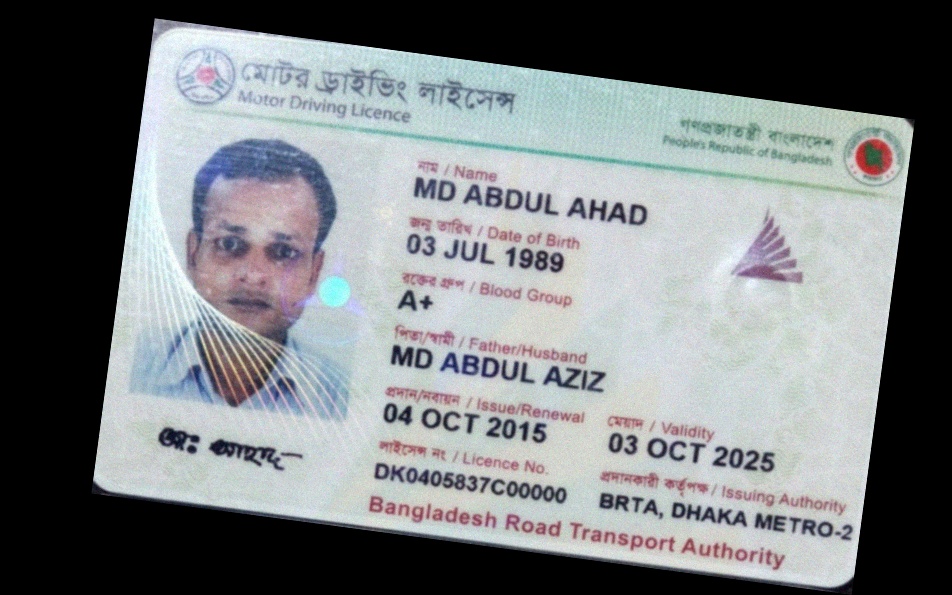 মোটর ড্রাইভিং লাইসেন্স
Motor Driving Licence
গণপ্রজাতন্ত্রী বাংলাদেশ
People's Republic of Bangladesh
নাম / Name
MD ABDUL AHAD
জন্ম তারিখ / Date of Birth
03 JUL 1989
রক্তের গ্রুপ / Blood Group
A+
পিতা/স্বামী / Father/Husband
MD ABDUL AZIZ
প্রদান/নবায়ন / Issue/Renewal
04 OCT 2015
মেয়াদ / Validity
03 OCT 2025
লাইসেন্স নং / Licence No.
DK0405837C00000
প্রদানকারী কর্তৃপক্ষ / Issuing Authority
BRTA, DHAKA METRO-2
মোঃ আহাদ
Bangladesh Road Transport Authority